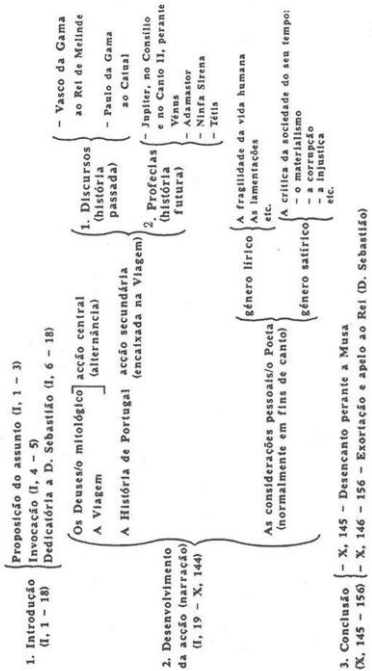 1. Introdução
(I, 1 - 18)
Proposição do assunto (I, 1 - 3)
Invocação (I, 4 - 5)
Dedicatória a D. Sebastião (I, 6 - 18)
2. Desenvolvimento
da acção (narração)
(I, 19 - X, 144)
Os Deuses/o mitológico
A Viagem
acção central
(alternância)
A História de Portugal
acção secundária
(encaixada na Viagem)
1. Discursos
(história
passada)
- Vasco da Gama
ao Rei de Melinde
- Paulo da Gama
ao Catual
2. Profecias
(história
futura)
- Jupiter, no Consílio
e no Canto II, perante
Vénus
- Adamastor
- Ninfa Sirena
- Tétis
As considerações pessoais/o Poeta
(normalmente em fins de canto)
género lírico
A fragilidade da vida humana
As lamentações
etc.
género satírico
A crítica da sociedade do seu tempo:
- o materialismo
- a corrupção
- a injustiça
etc.
3. Conclusão
(X, 145 - 156)
- X, 145 - Desencanto perante a Musa
- X, 146 - 156 - Exortação e apelo ao Rei (D. Sebastião)